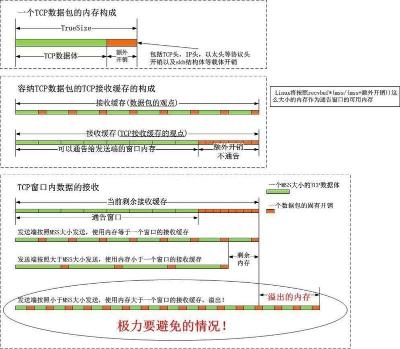 一个TCP数据包的内存构成
TrueSize
TCP数据体
额外
开销
包括TCP头，IP头，以太头等协议头
开销以及skb结构体等载体开销
容纳TCP数据包的TCP接收缓存的构成
接收缓存(数据包的观点)
接收缓存(TCP接收缓存的观点)
可以通告给发送端的窗口内存
额外开销
不通告
Linux将按照recvbuf*(mss/(mss+额外开销))这
么大小的内存作为通告窗口的可用内存
TCP窗口内数据的接收
当前剩余接收缓存
通告窗口
一个MSS大小的TCP数据体
一个数据包的固有开销
发送端按照MSS大小发送，使用内存等于一个窗口的接收缓存
剩余
内存
发送端按照大于MSS大小发送，使用内存小于一个窗口的接收缓存
溢出的内存
发送端按照小于MSS大小发送，使用内存大于一个窗口的接收缓存，溢出!
极力要避免的情况!